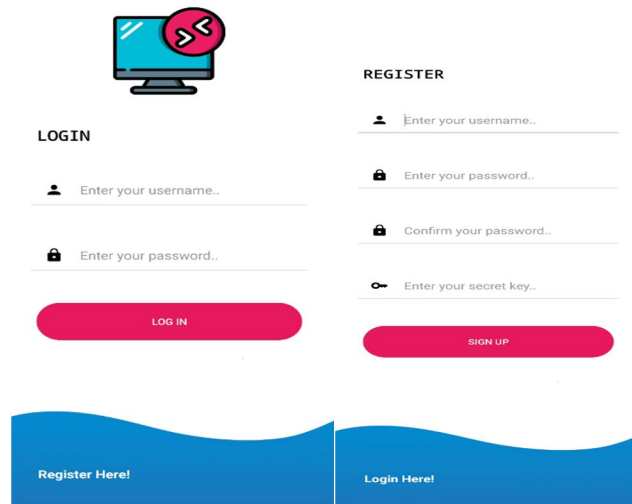 LOGIN
Enter your username..
Enter your password..
LOG IN
Register Here!
REGISTER
Enter your username..
Enter your password..
Confirm your password..
Enter your secret key..
SIGN UP
Login Here!